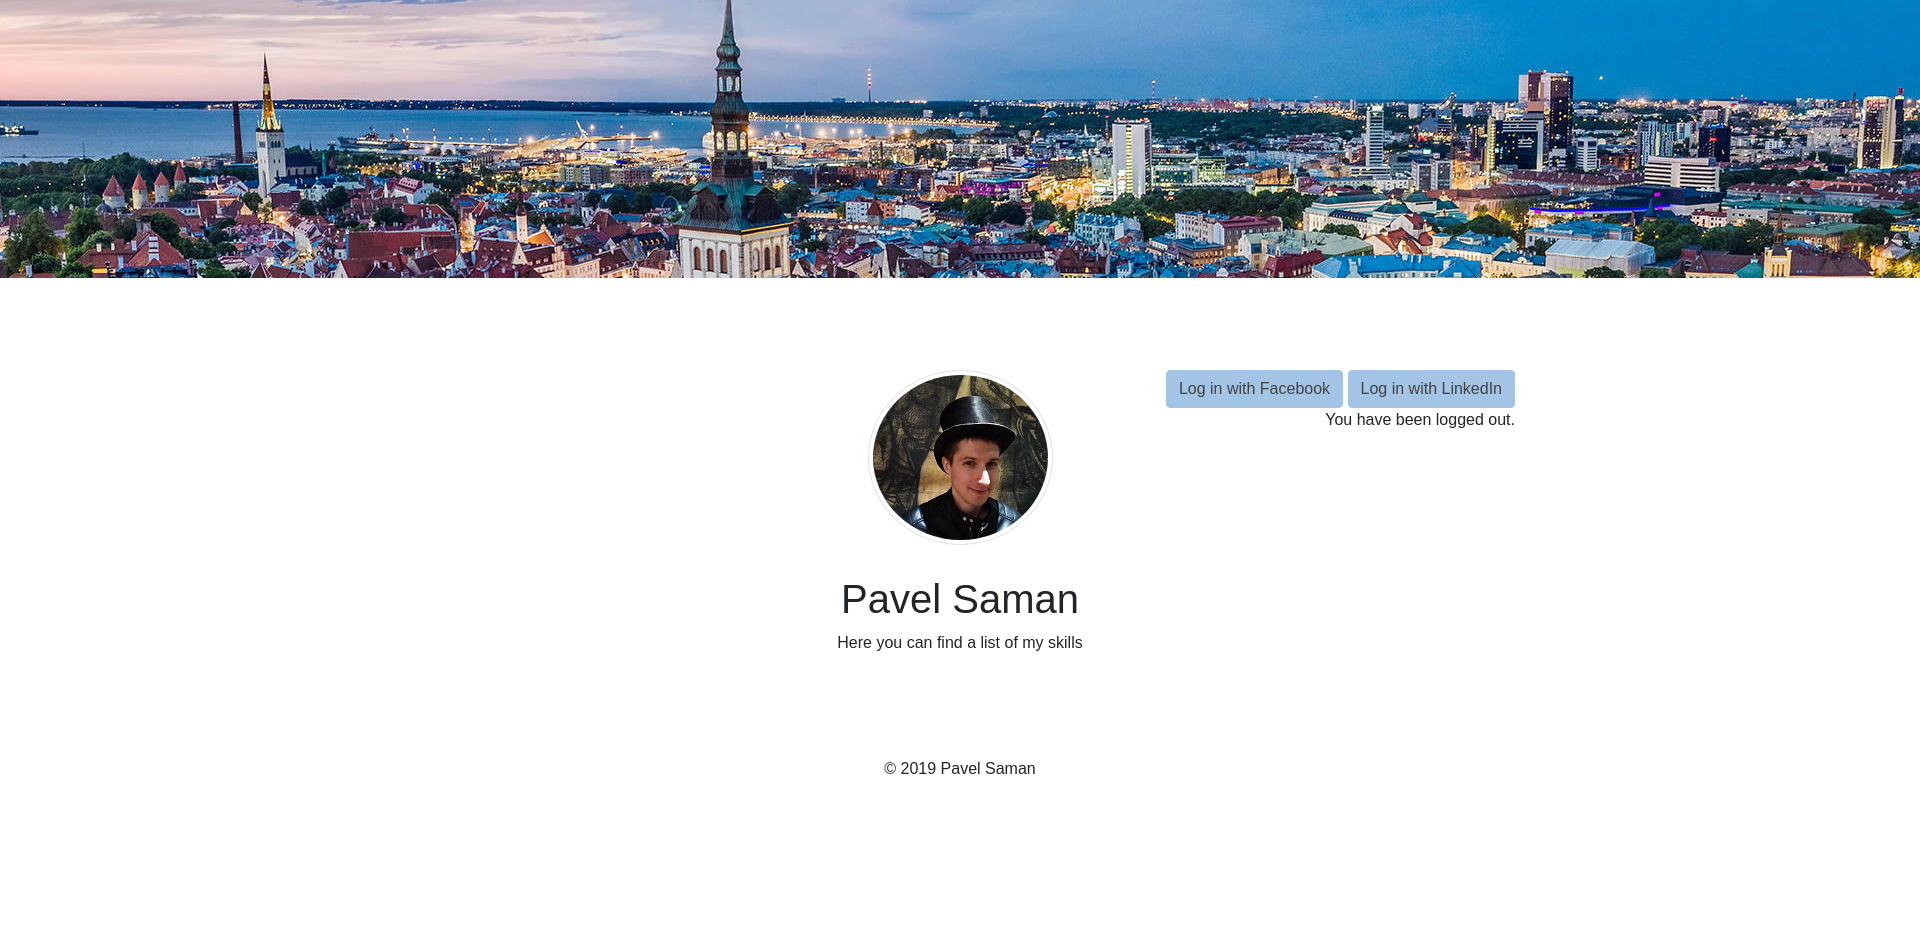 Log in with Facebook Log in with LinkedIn
You have been logged out.
Pavel Saman
Here you can find a list of my skills
© 2019 Pavel Saman